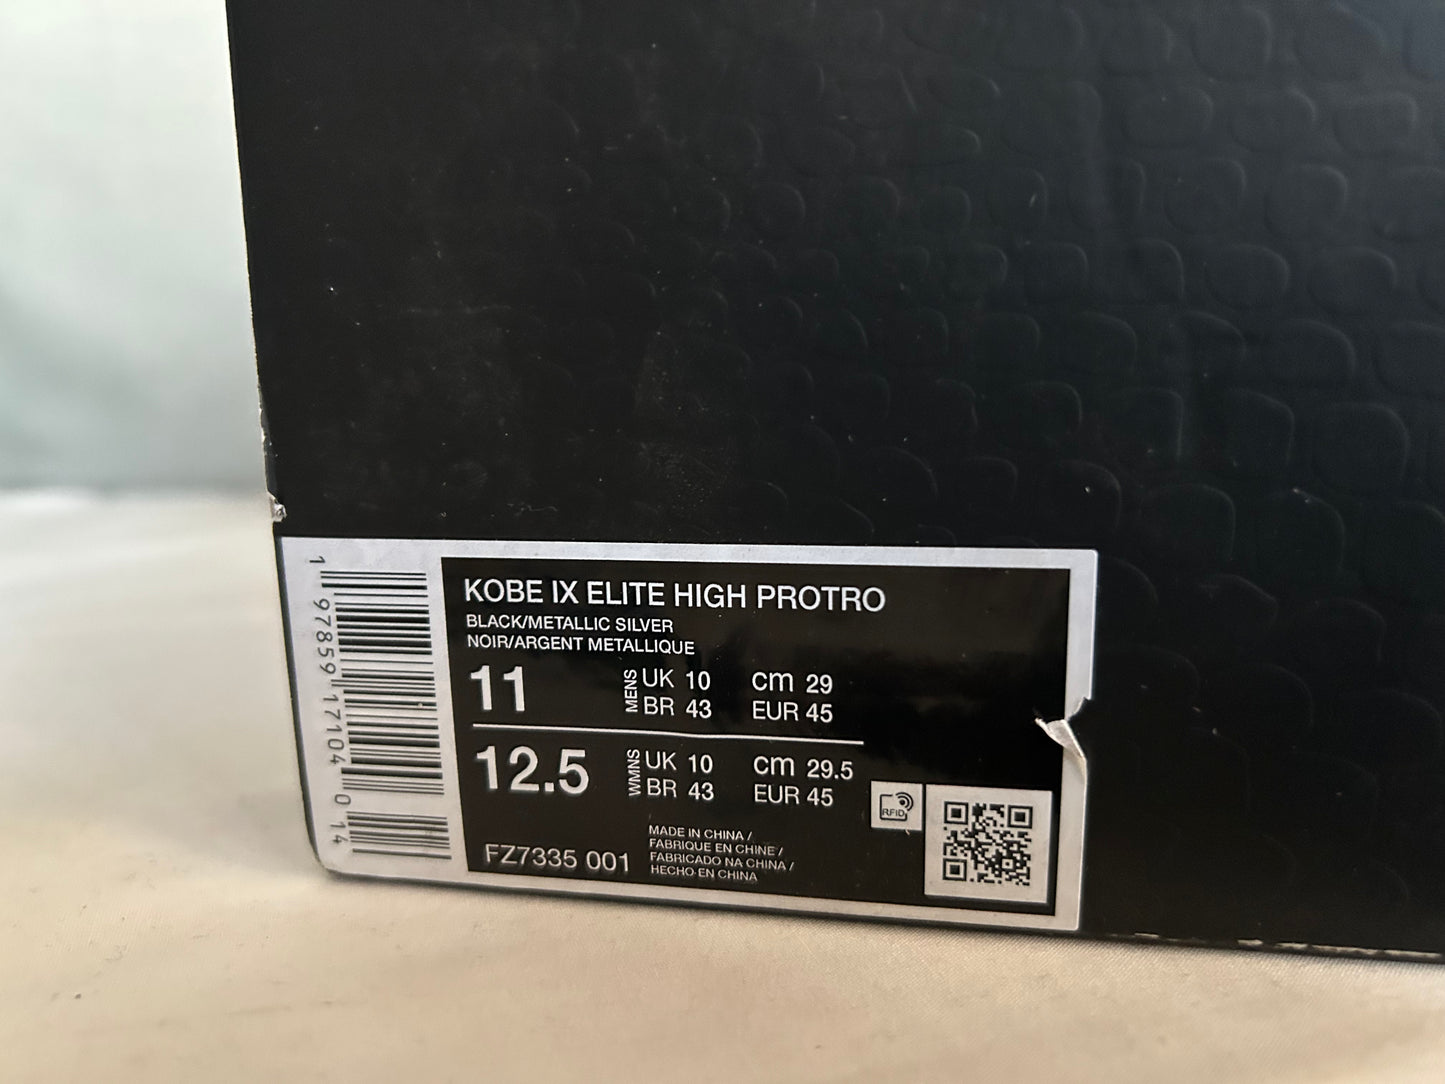 KOBE IX ELITE HIGH PROTRO
BLACK/METALLIC SILVER
NOIR/ARGENT METALLIQUE
11 MENS UK 10 cm 29
BR 43 EUR 45
12.5 WMNS UK 10 cm 29.5
BR 43 EUR 45
FZ7335 001
MADE IN CHINA /
FABRIQUE EN CHINE /
FABRICADO NA CHINA /
HECHO EN CHINA
RFID
1 97859 17104 0 14